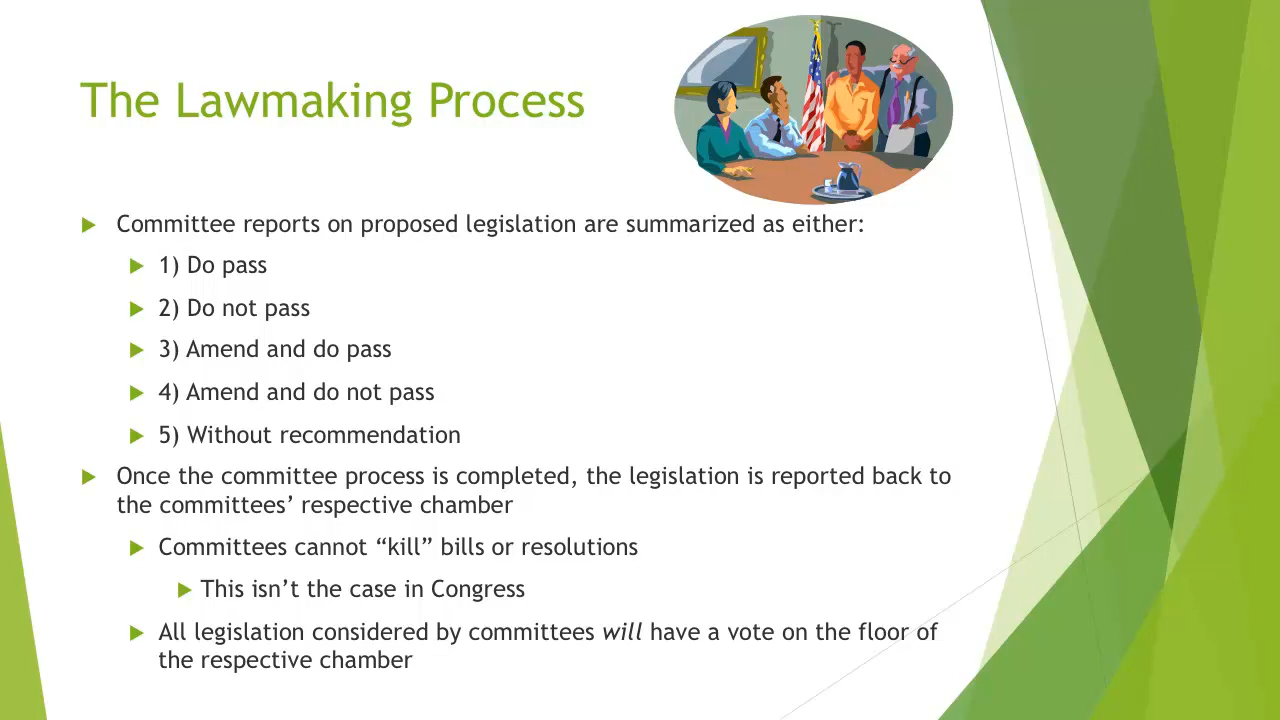 The Lawmaking Process
Committee reports on proposed legislation are summarized as either:
1) Do pass
2) Do not pass
3) Amend and do pass
4) Amend and do not pass
5) Without recommendation
Once the committee process is completed, the legislation is reported back to
the committees’ respective chamber
Committees cannot “kill” bills or resolutions
This isn’t the case in Congress
All legislation considered by committees will have a vote on the floor of
the respective chamber